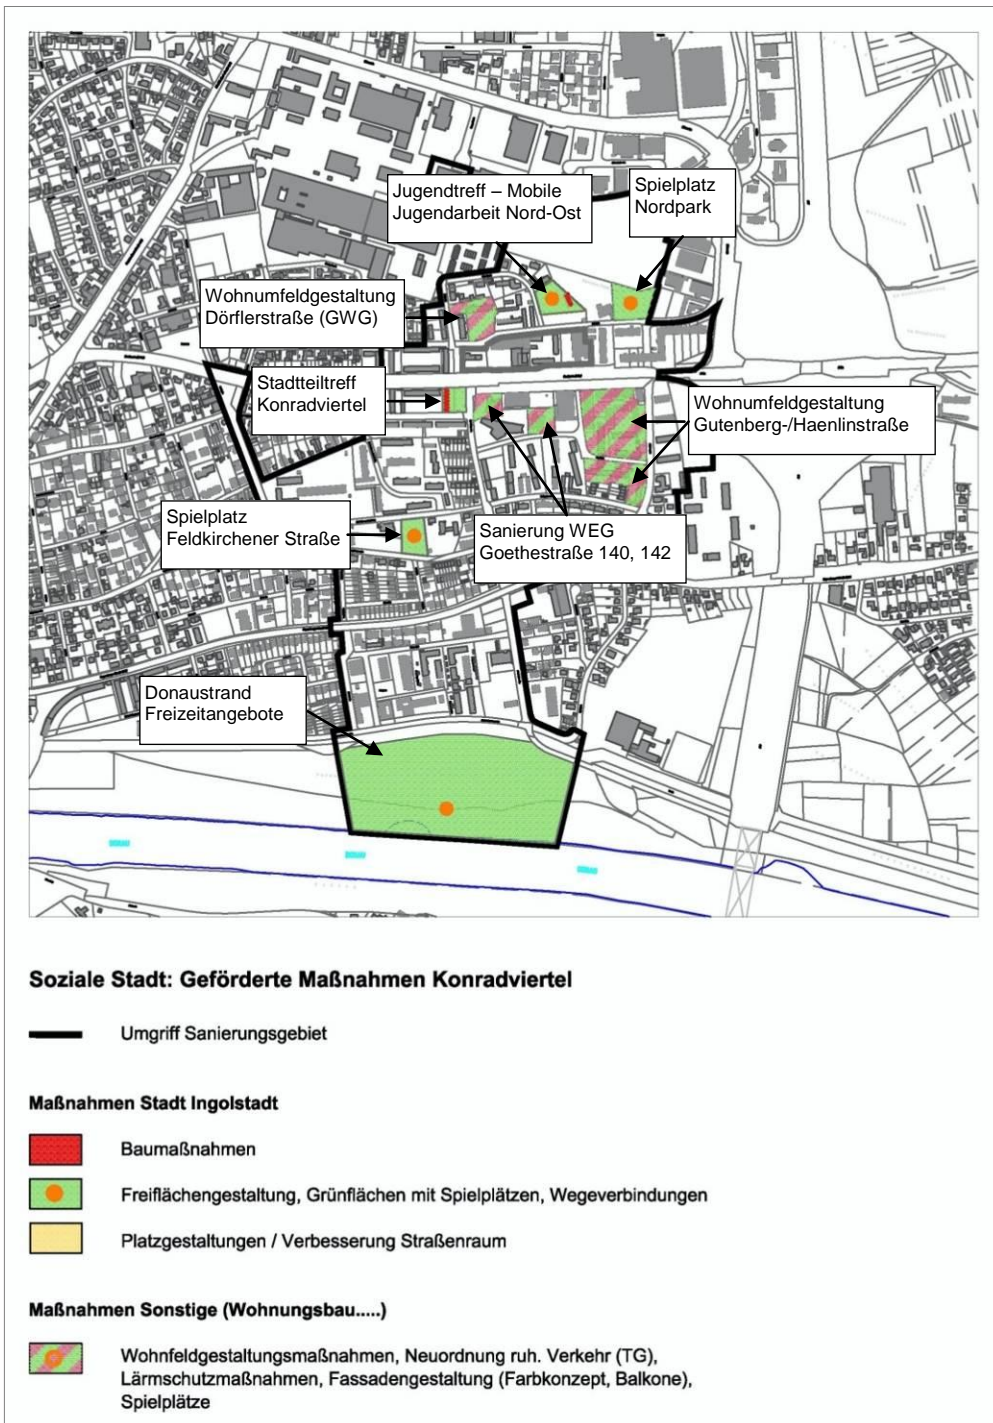 Jugendtreff – Mobile
Jugendarbeit Nord-Ost
Spielplatz
Nordpark
Wohnumfeldgestaltung
Dörflerstraße (GWG)
Stadtteiltreff
Konradviertel
Wohnumfeldgestaltung
Gutenberg-/Haenlinstraße
Spielplatz
Feldkirchener Straße
Sanierung WEG
Goethestraße 140, 142
Donaustrand
Freizeitangebote
Soziale Stadt: Geförderte Maßnahmen Konradviertel
Umgriff Sanierungsgebiet
Maßnahmen Stadt Ingolstadt
Baumaßnahmen
Freiflächengestaltung, Grünflächen mit Spielplätzen, Wegeverbindungen
Platzgestaltungen / Verbesserung Straßenraum
Maßnahmen Sonstige (Wohnungsbau.....)
Wohnfeldgestaltungsmaßnahmen, Neuordnung ruh. Verkehr (TG),
Lärmschutzmaßnahmen, Fassadengestaltung (Farbkonzept, Balkone),
Spielplätze